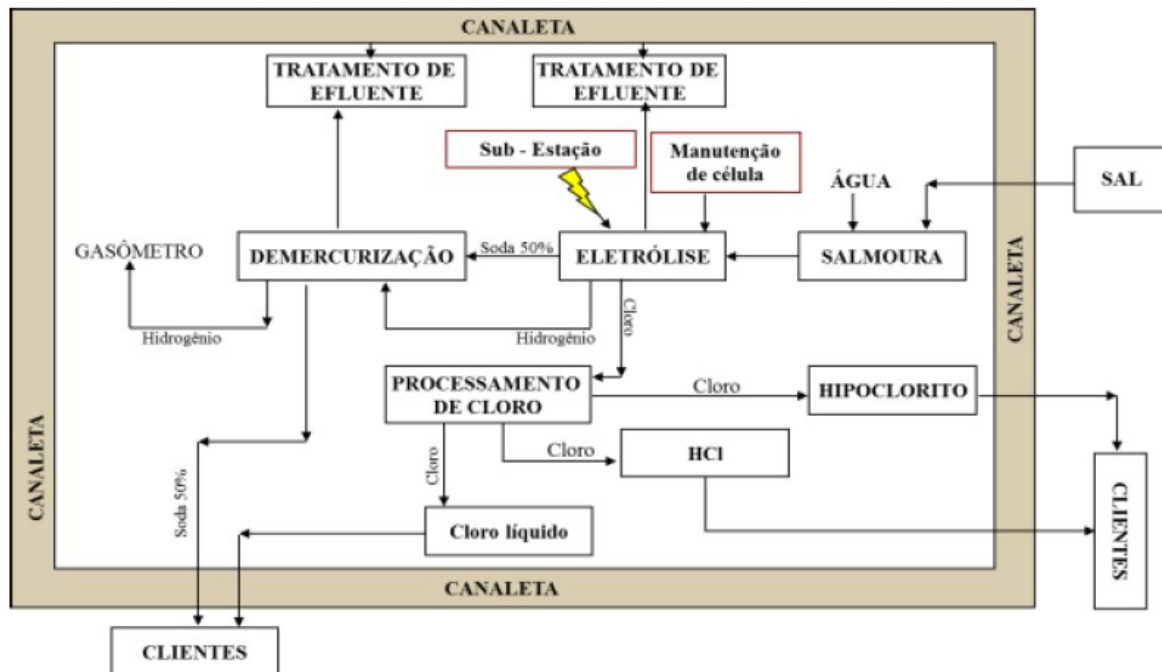 CANALETA
TRATAMENTO DE
EFLUENTE
TRATAMENTO DE
EFLUENTE
Sub - Estação
Manutenção
de célula
ÁGUA
SAL
GASÔMETRO
DEMERCURIZAÇÃO
Soda 50%
ELETRÓLISE
SALMOURA
CANALETA
Hidrogênio
Hidrogênio
Cloro
PROCESSAMENTO
DE CLORO
Cloro
HIPOCLORITO
CANALETA
Cloro
HCl
Soda 50%
Cloro
Cloro líquido
CLIENTES
CANALETA
CLIENTES